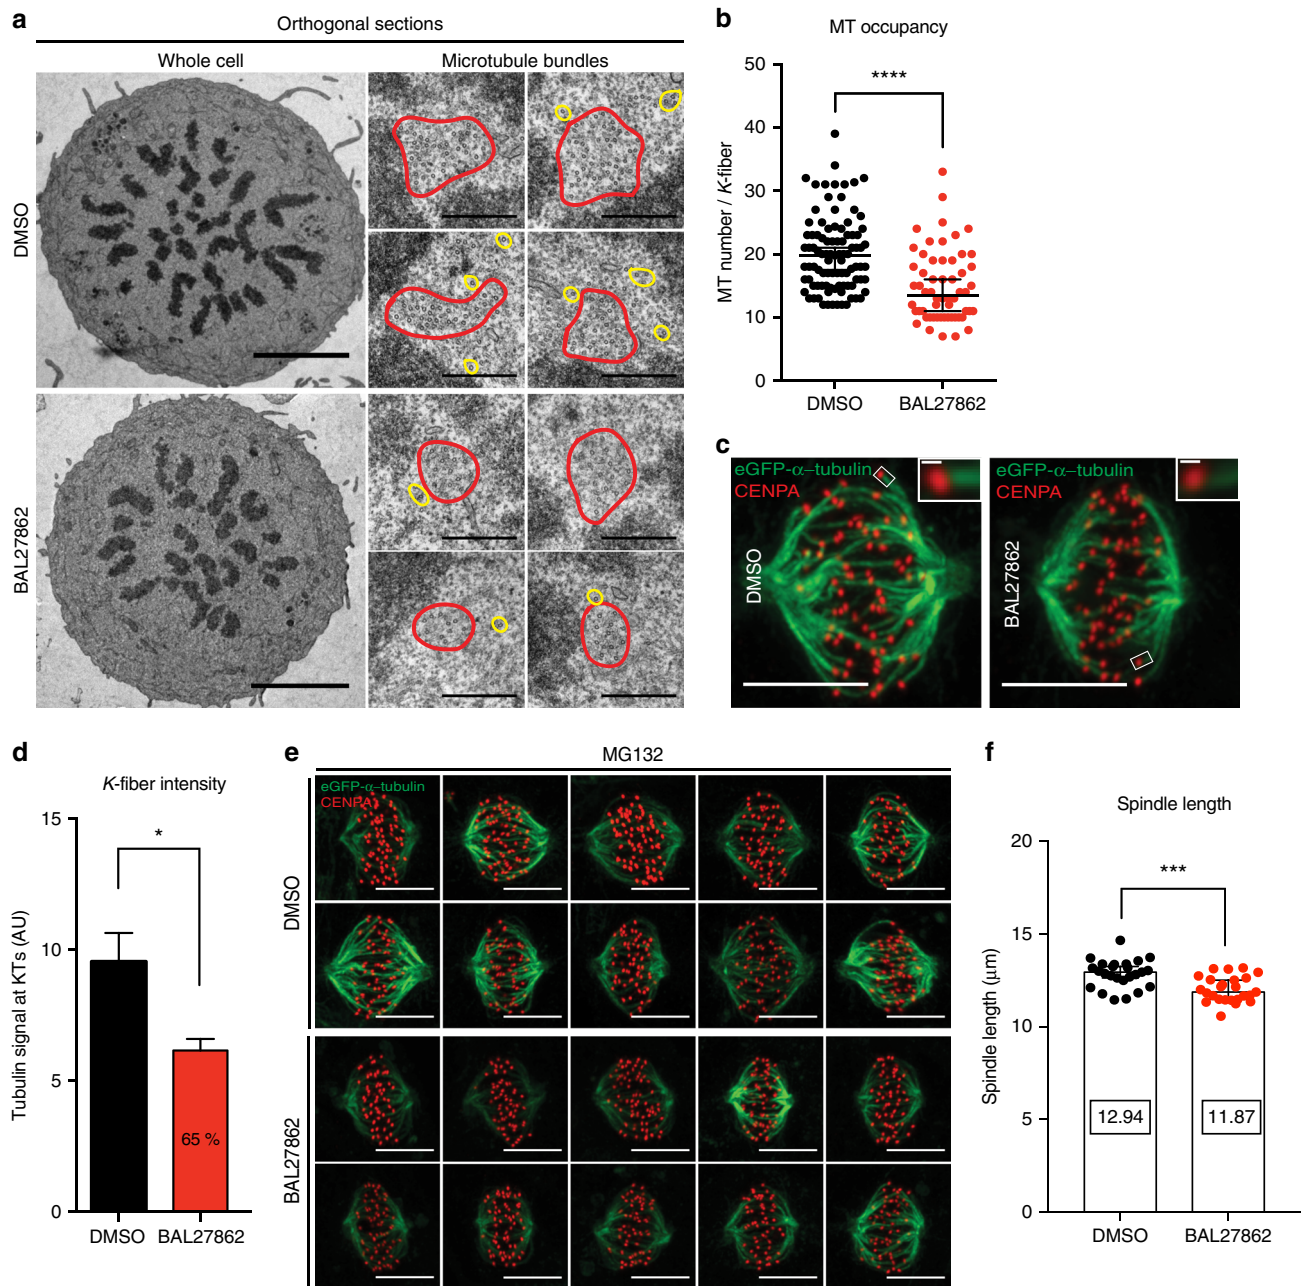 a
Orthogonal sections
Whole cell
Microtubule bundles
DMSO
BAL27862
b
MT occupancy
****
MT number / K-fiber
50
40
30
20
10
0
DMSO
BAL27862
c
eGFP-α–tubulin
CENPA
DMSO
eGFP-α–tubulin
CENPA
BAL27862
d
K-fiber intensity
*
Tubulin signal at KTs (AU)
15
10
5
0
65 %
DMSO
BAL27862
e
MG132
eGFP-α-tubulin
CENPA
DMSO
BAL27862
f
Spindle length
***
Spindle length (μm)
20
15
10
5
0
12.94
11.87
DMSO
BAL27862